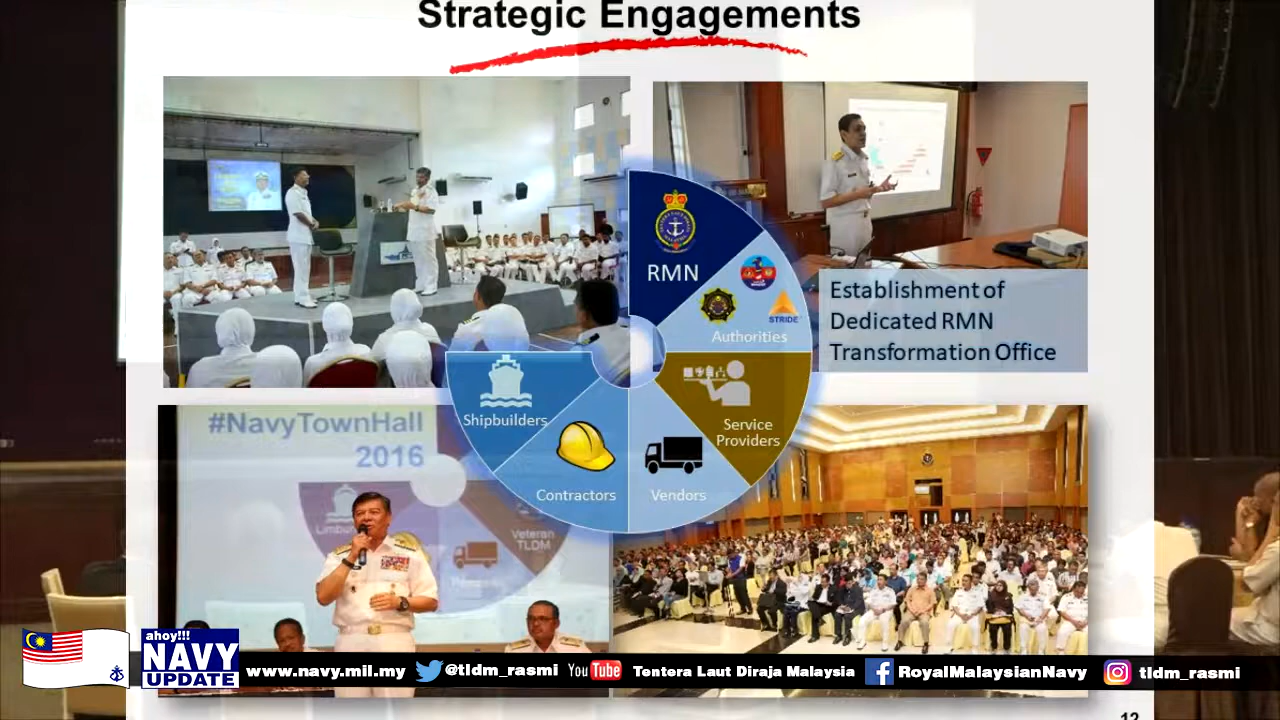 Strategic Engagements
RMN
STRIDE
Authorities
Establishment of
Dedicated RMN
Transformation Office
Shipbuilders
Service
Providers
Contractors
Vendors
#NavyTownHall
2016
Veteran
TLDM
ahoy!!!
NAVY
UPDATE
www.navy.mil.my
@tldm_rasmi
YouTube
Tentera Laut Diraja Malaysia
RoyalMalaysianNavy
tldm_rasmi
12